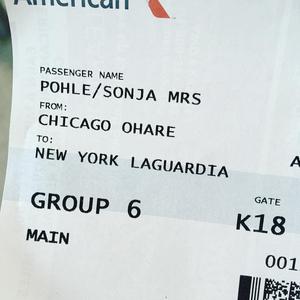 American
PASSENGER NAME
POHLE/SONJA MRS
FROM:
CHICAGO OHARE
TO:
NEW YORK LAGUARDIA
GROUP 6
GATE
K18
MAIN
001